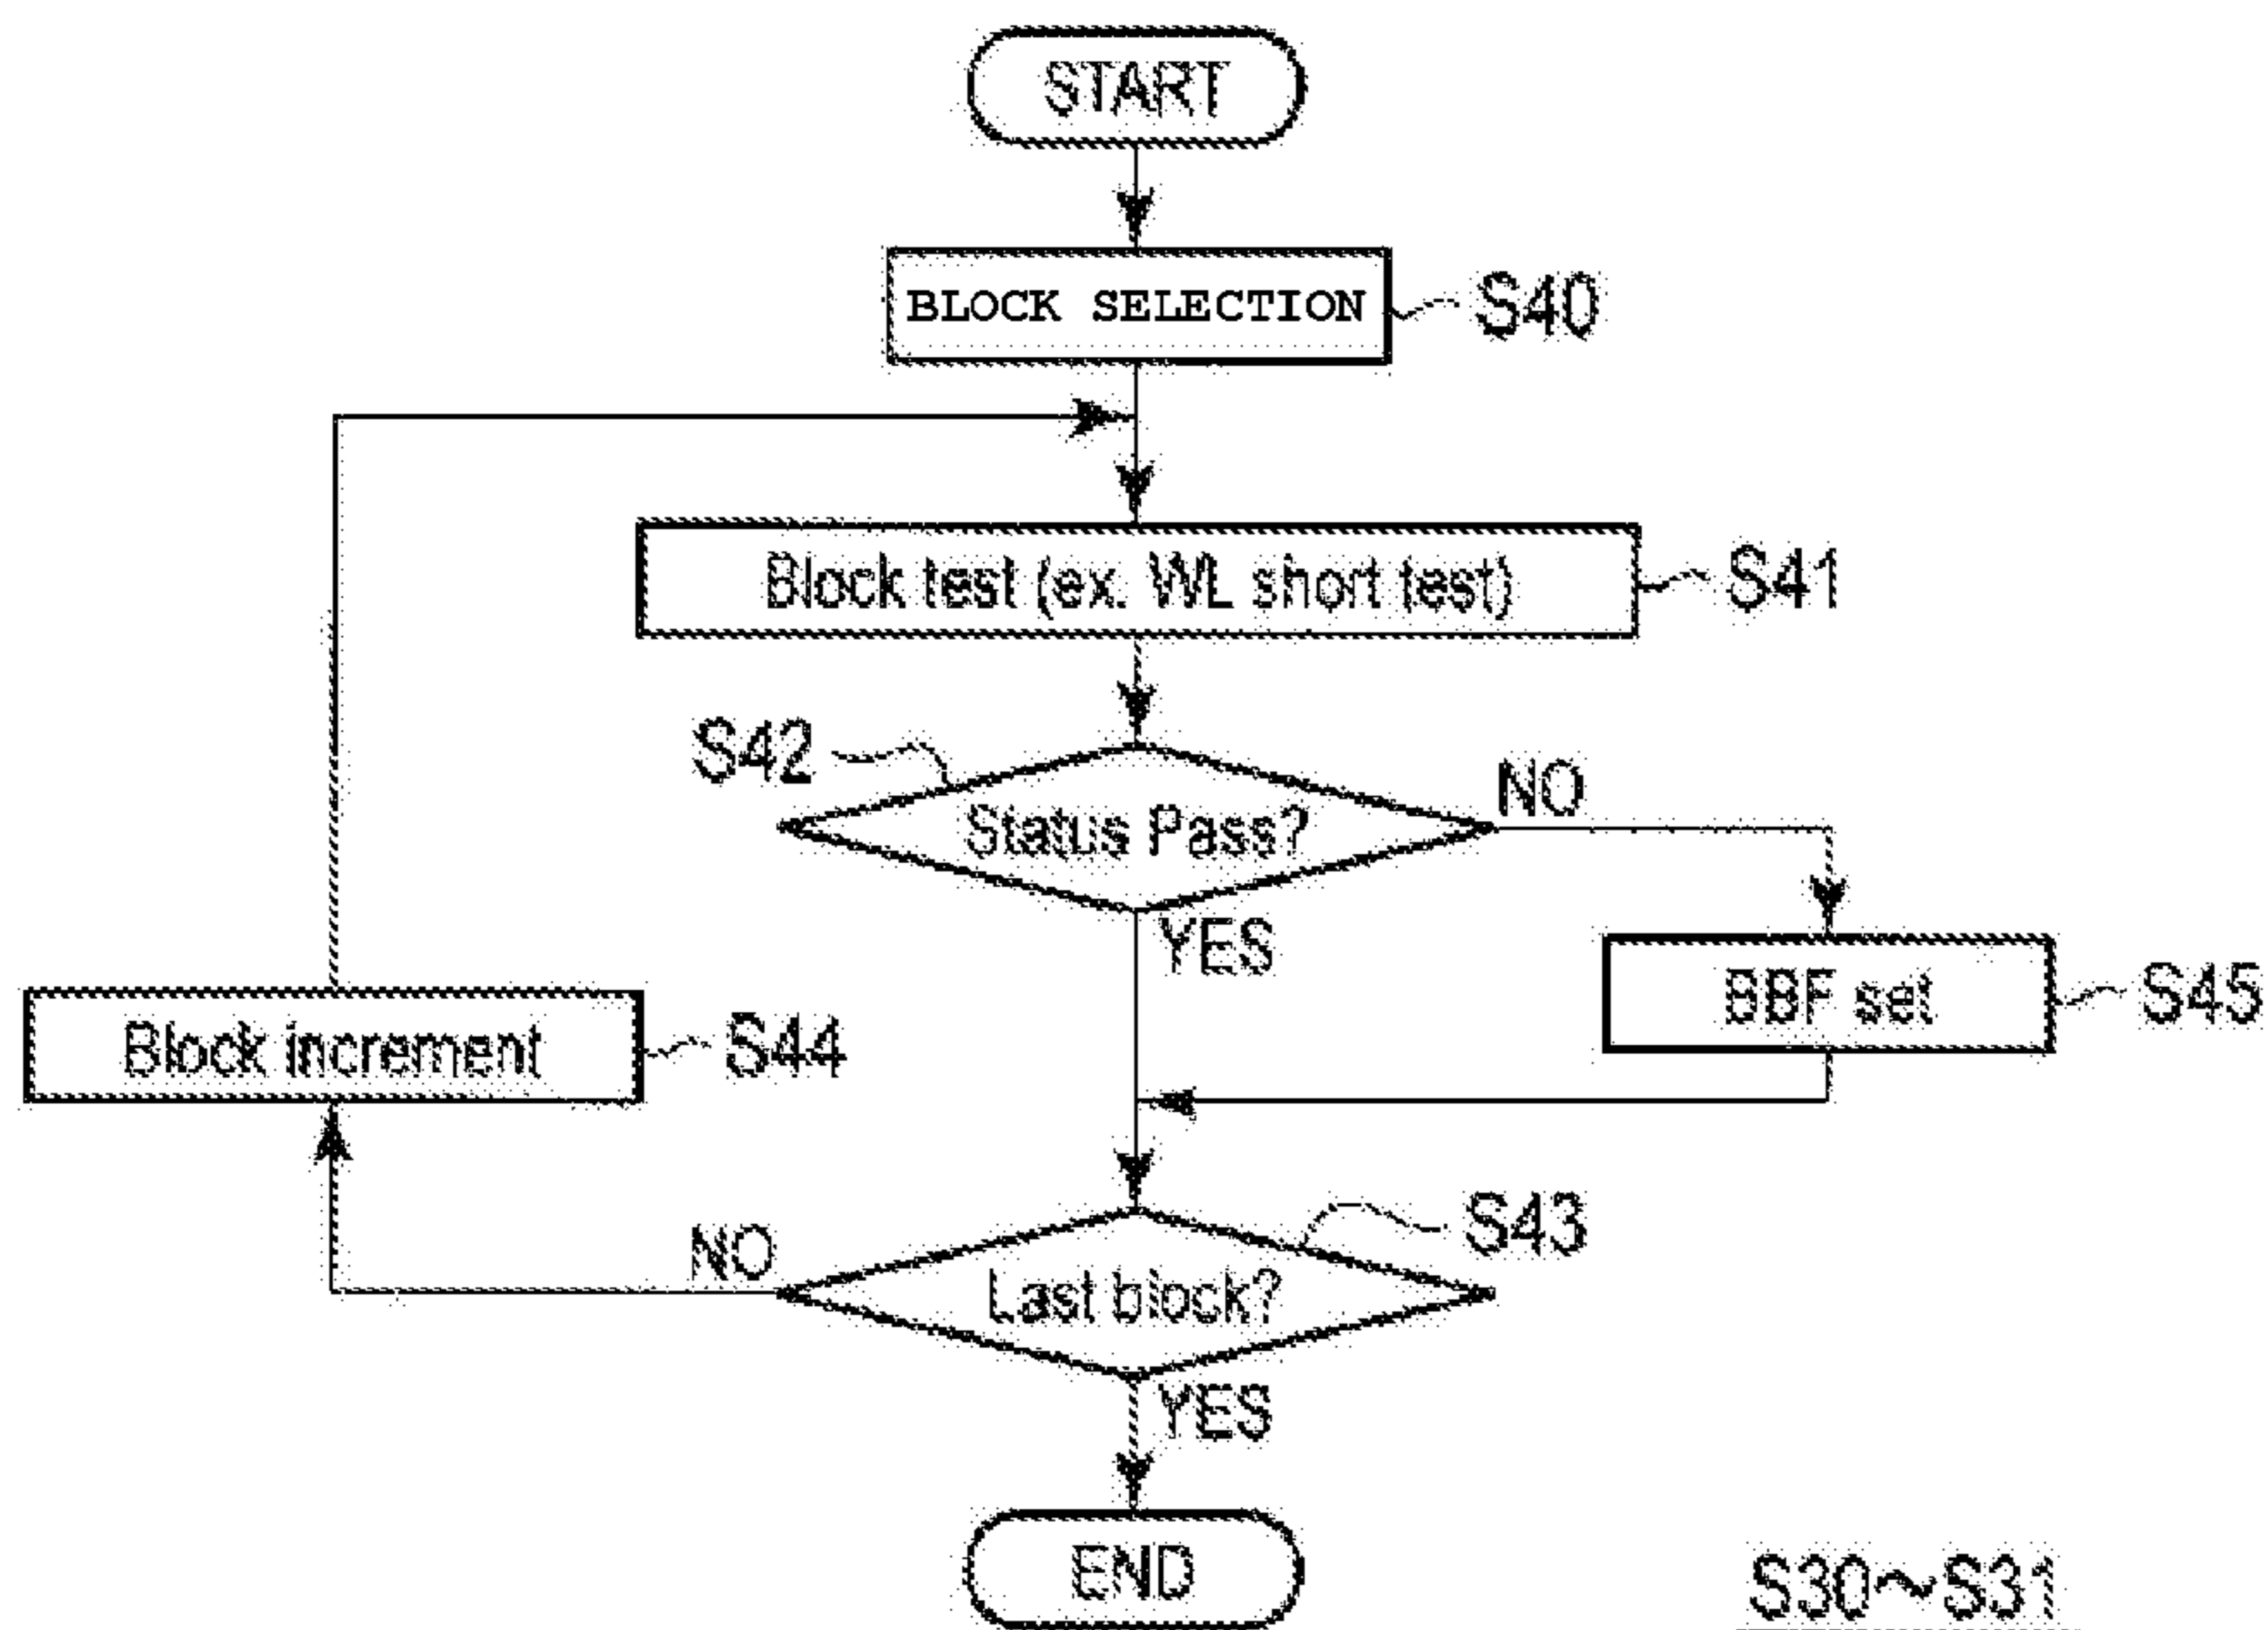 START
BLOCK SELECTION
S40
Block test (ex. WL short test)
S41
S42
Status Pass?
NO
YES
BBF set
S45
Block increment
S44
S43
NO
Last block?
YES
END
S30~S31